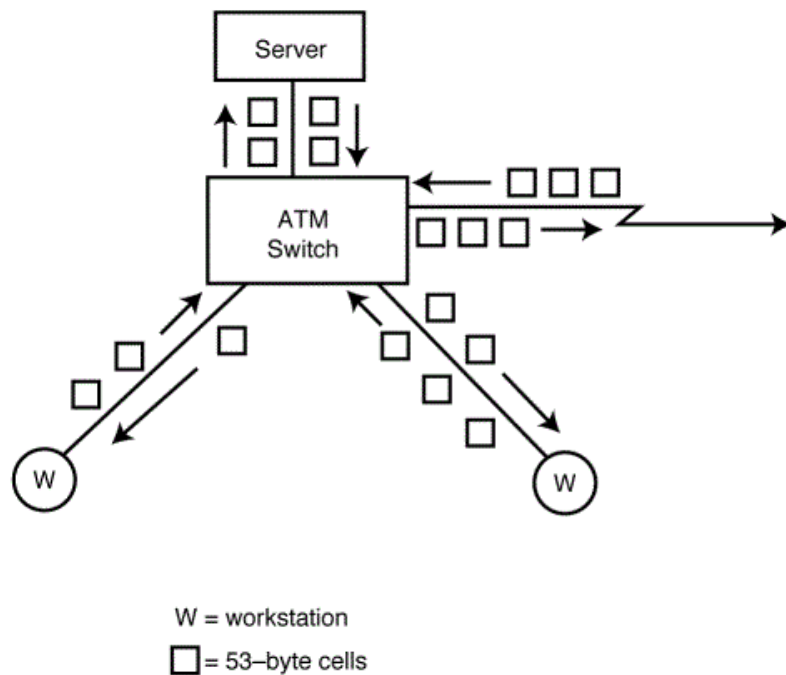 Server
ATM
Switch
W
W
W = workstation
= 53–byte cells